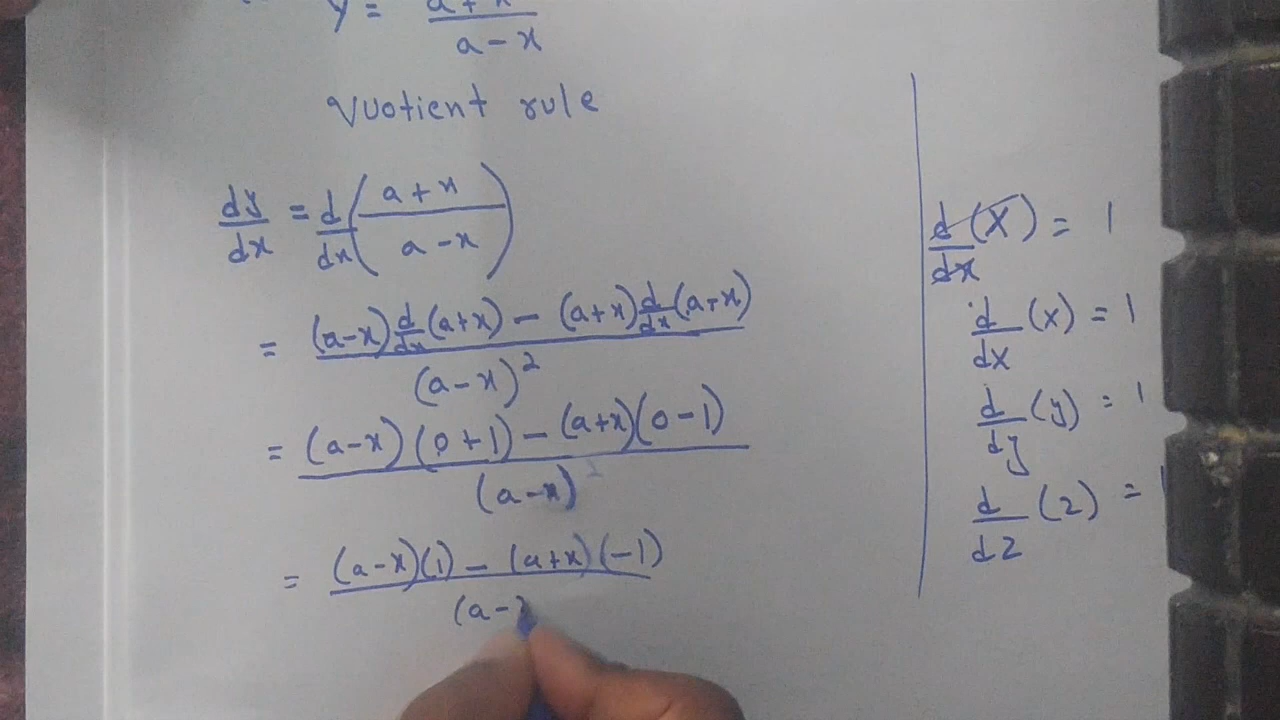 y = a+x
a-x
Vuotient rule
dy/dx = d/dx ( a+x / a-x )
= (a-x) d/dx (a+x) - (a+x) d/dx (a+x)
(a-x)²
= (a-x) (0+1) - (a+x)(0-1)
(a-x)²
= (a-x)(1) - (a+x)(-1)
(a-
d/dx (x) = 1
d/dx (x) = 1
d/dy (y) = 1
d/dz (z) = 1